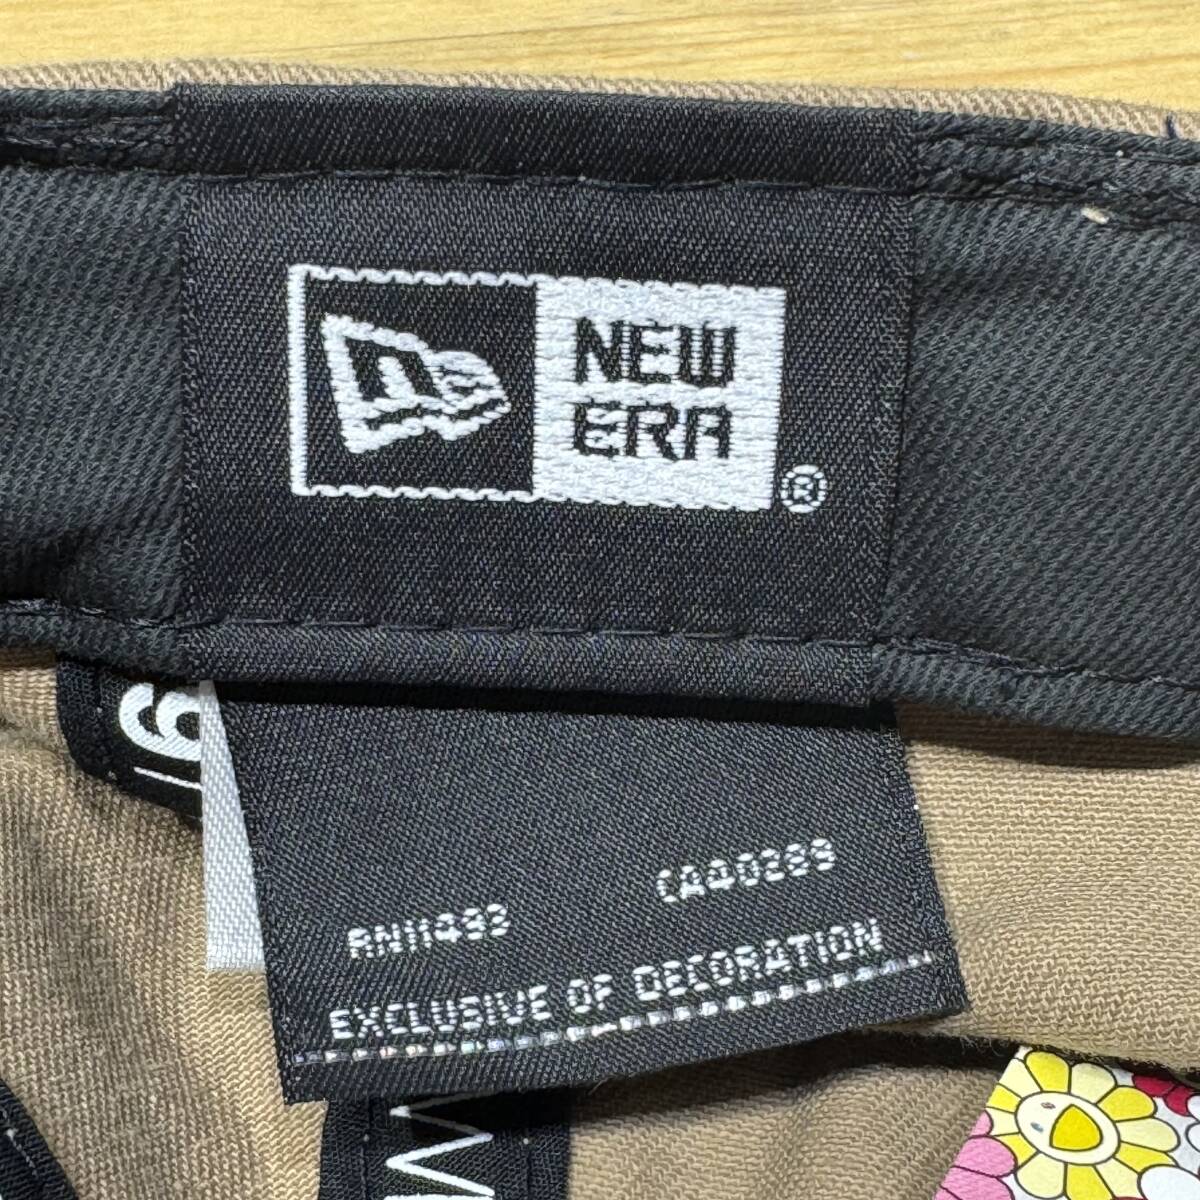 NEW
ERA
®
RN11493
CA40289
EXCLUSIVE OF DECORATION